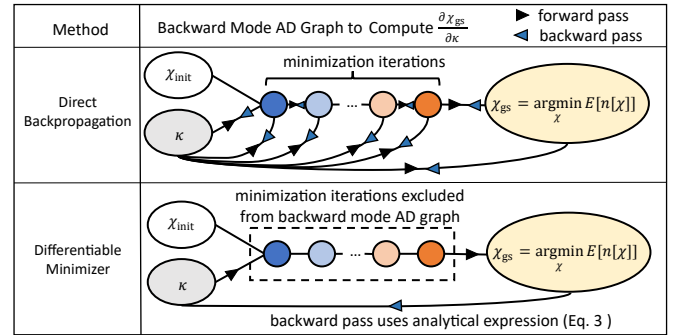 Method
Backward Mode AD Graph to Compute ∂χgs/∂κ
forward pass
backward pass
Direct
Backpropagation
χinit
κ
minimization iterations
...
χgs = argmin E[n[χ]]
χ
Differentiable
Minimizer
minimization iterations excluded
from backward mode AD graph
χinit
κ
...
χgs = argmin E[n[χ]]
χ
backward pass uses analytical expression (Eq. 3 )